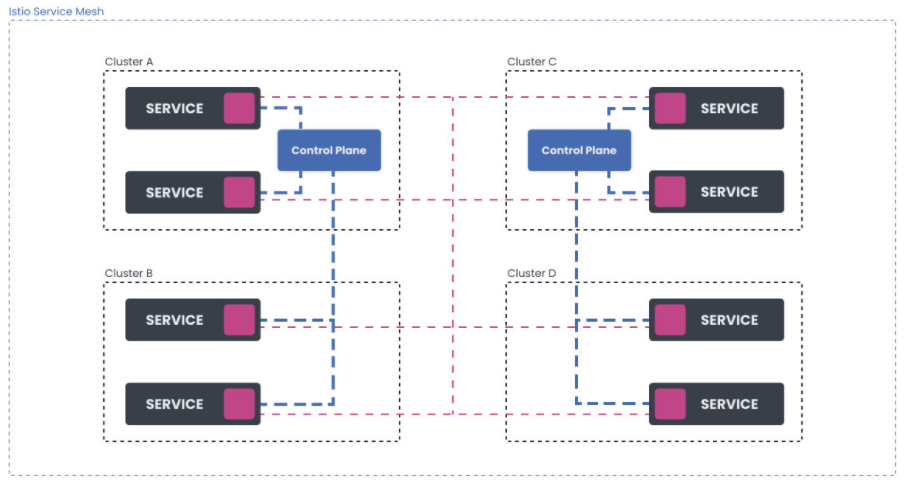 Istio Service Mesh
Cluster A
SERVICE
Control Plane
SERVICE
Cluster C
SERVICE
Control Plane
SERVICE
Cluster B
SERVICE
SERVICE
Cluster D
SERVICE
SERVICE